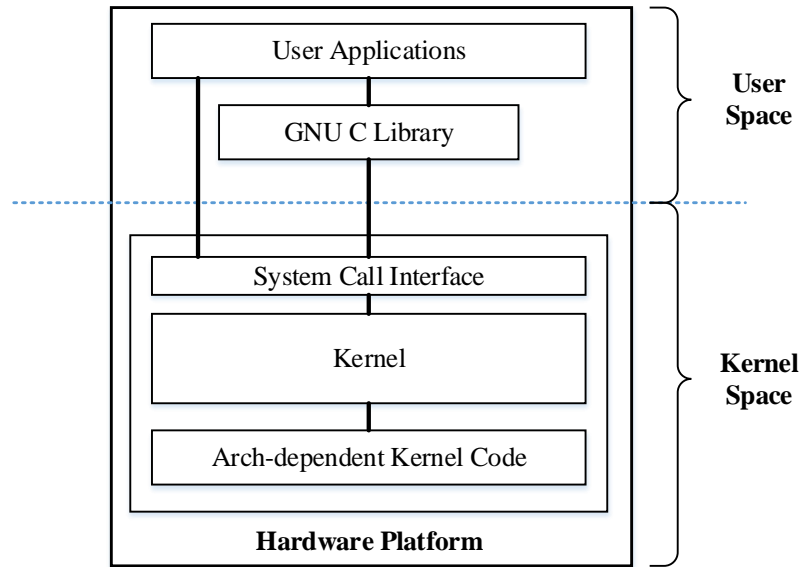 User Applications
GNU C Library
User
Space
System Call Interface
Kernel
Arch-dependent Kernel Code
Kernel
Space
Hardware Platform